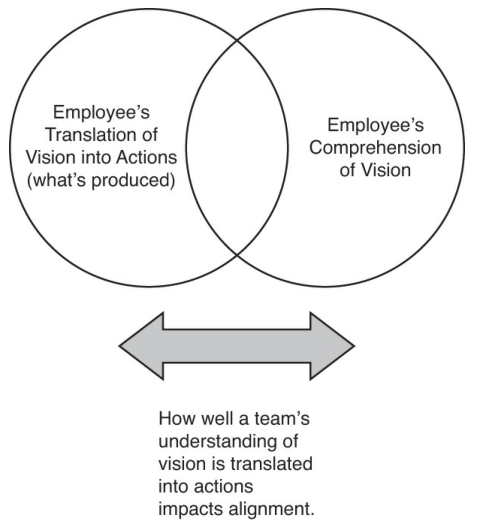 Employee's
Translation of
Vision into Actions
(what's produced)
Employee's
Comprehension
of Vision
How well a team's
understanding of
vision is translated
into actions
impacts alignment.